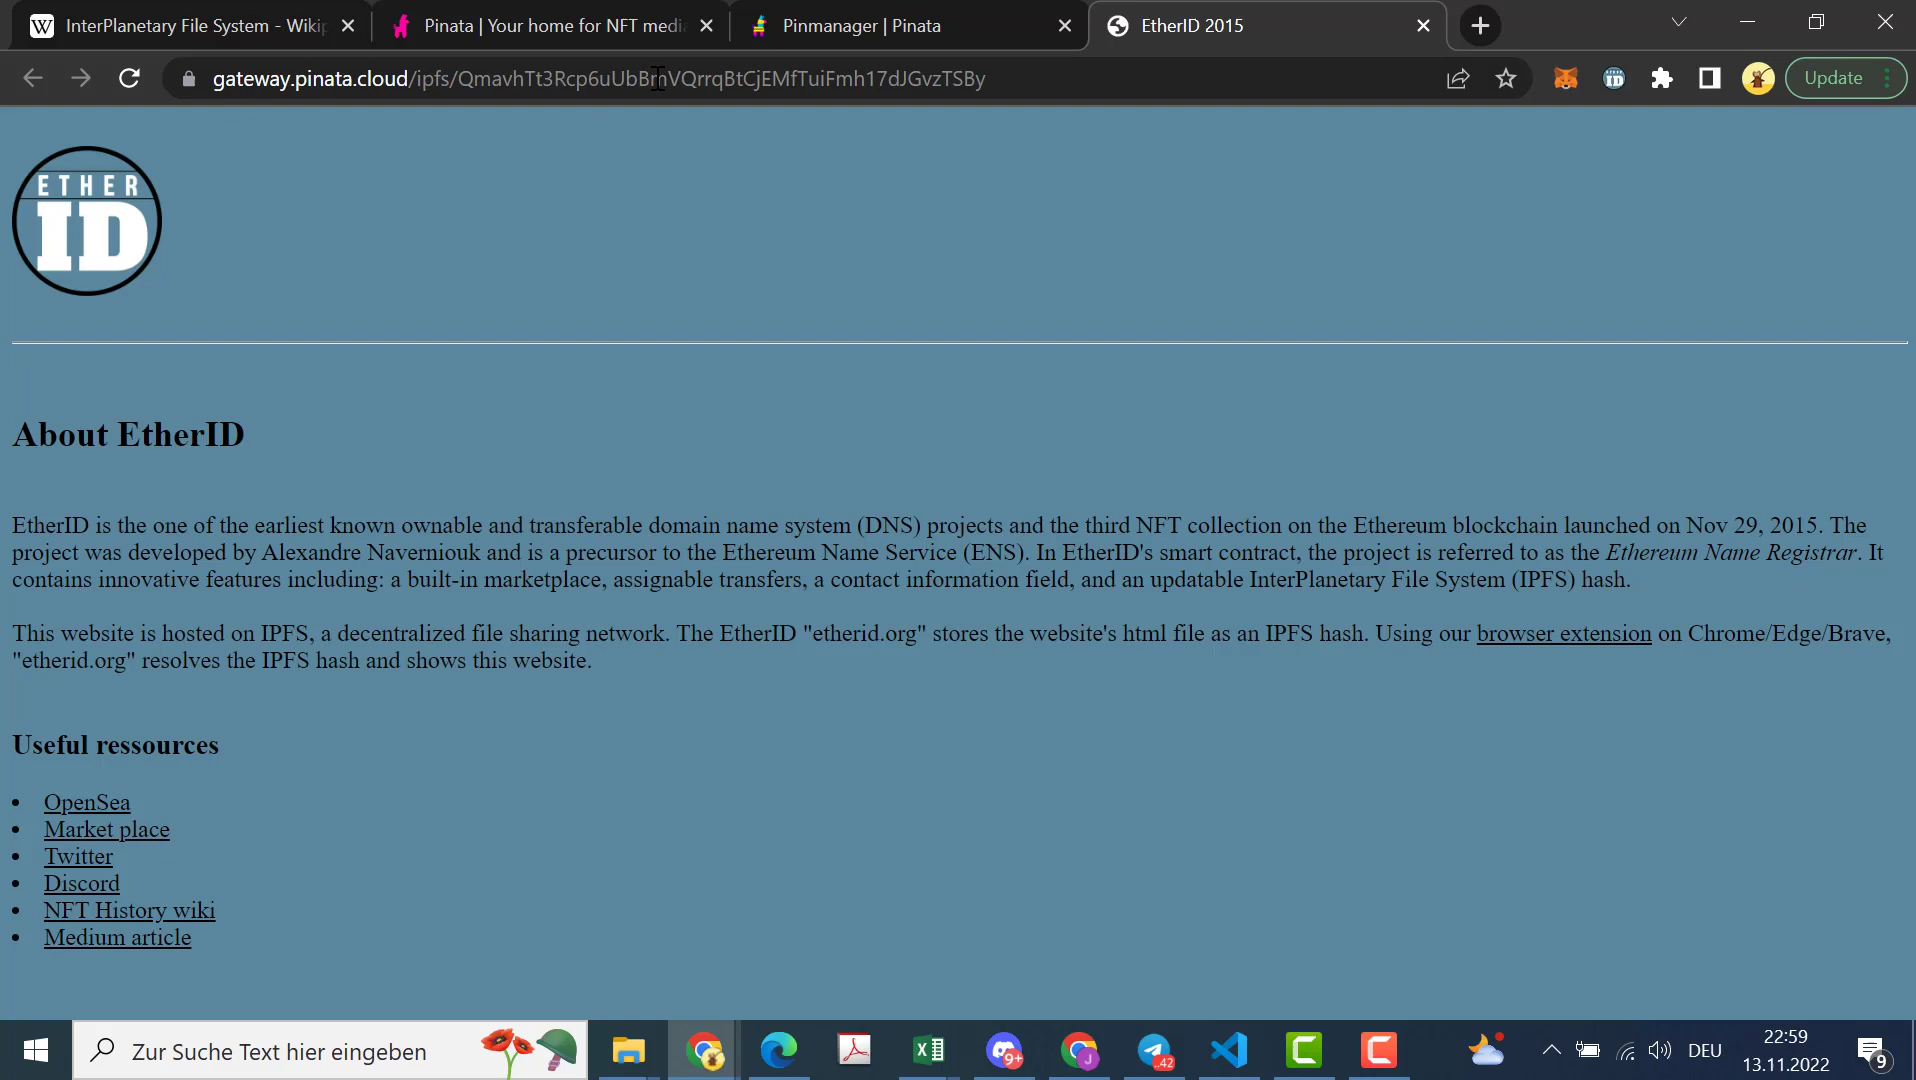 InterPlanetary File System - Wikip
Pinata | Your home for NFT medi
Pinmanager | Pinata
EtherID 2015
gateway.pinata.cloud/ipfs/QmavhTt3Rcp6uUbBmVQrrqBtCjEMfTuiFmh17dJGvzTSBy
Update
ETHER
ID
About EtherID
EtherID is the one of the earliest known ownable and transferable domain name system (DNS) projects and the third NFT collection on the Ethereum blockchain launched on Nov 29, 2015. The
project was developed by Alexandre Naverniouk and is a precursor to the Ethereum Name Service (ENS). In EtherID's smart contract, the project is referred to as the Ethereum Name Registrar. It
contains innovative features including: a built-in marketplace, assignable transfers, a contact information field, and an updatable InterPlanetary File System (IPFS) hash.
This website is hosted on IPFS, a decentralized file sharing network. The EtherID "etherid.org" stores the website's html file as an IPFS hash. Using our browser extension on Chrome/Edge/Brave,
"etherid.org" resolves the IPFS hash and shows this website.
Useful ressources
OpenSea
Market place
Twitter
Discord
NFT History wiki
Medium article
Zur Suche Text hier eingeben
9+
J
..42
DEU
22:59
13.11.2022
9